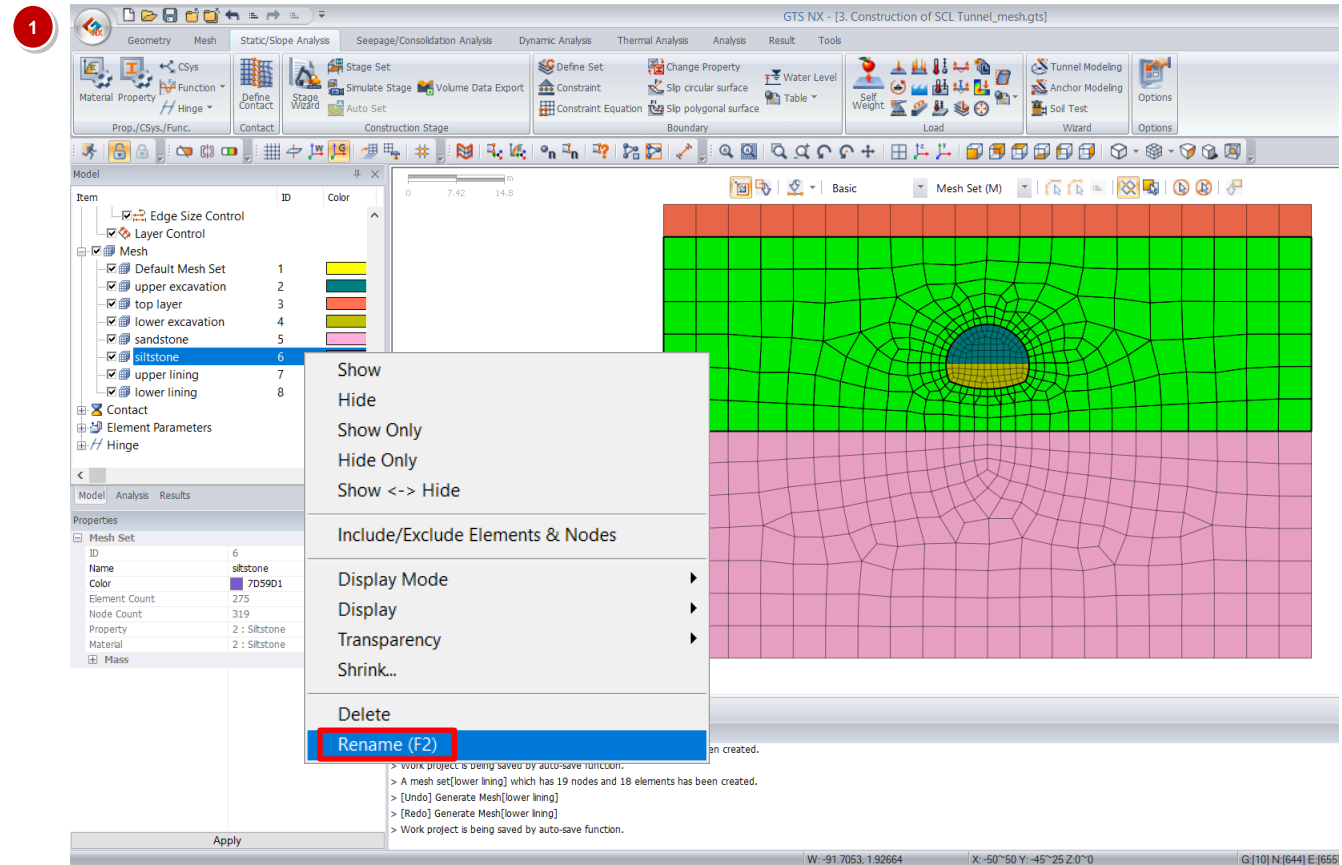 1
GTS NX - [3. Construction of SCL Tunnel_mesh.gts]
Geometry Mesh Static/Slope Analysis Seepage/Consolidation Analysis Dynamic Analysis Thermal Analysis Analysis Result Tools
CSys Stage Set Define Set Change Property Tunnel Modeling
Function Simulate Stage Volume Data Export Constraint Slip circular surface Water Level Anchor Modeling
Material Property Hinge Define Contact Stage Wizard Auto Set Constraint Equation Slip polygonal surface Table Self Weight Soil Test Options
Prop./CSys./Func. Contact Construction Stage Boundary Load Wizard Options
Model
Item ID Color
0 7.42 14.8 m
Basic Mesh Set (M)
Edge Size Control
Layer Control
Mesh
Default Mesh Set 1
upper excavation 2
top layer 3
lower excavation 4
sandstone 5
siltstone 6
upper lining 7
lower lining 8
Contact
Element Parameters
Hinge
Model Analysis Results
Properties
Mesh Set
ID 6
Name siltstone
Color 7D59D1
Element Count 275
Node Count 319
Property 2 : Siltstone
Material 2 : Siltstone
Mass
Apply
Show
Hide
Show Only
Hide Only
Show <-> Hide
Include/Exclude Elements & Nodes
Display Mode
Display
Transparency
Shrink...
Delete
Rename (F2)
en created.
> Work project is being saved by auto-save function.
> A mesh set[lower lining] which has 19 nodes and 18 elements has been created.
> [Undo] Generate Mesh[lower lining]
> [Redo] Generate Mesh[lower lining]
> Work project is being saved by auto-save function.
W: -91.7053, 1.92664 X: -50~50 Y: -45~25 Z:0~0 G:[10] N:[644] E:[655